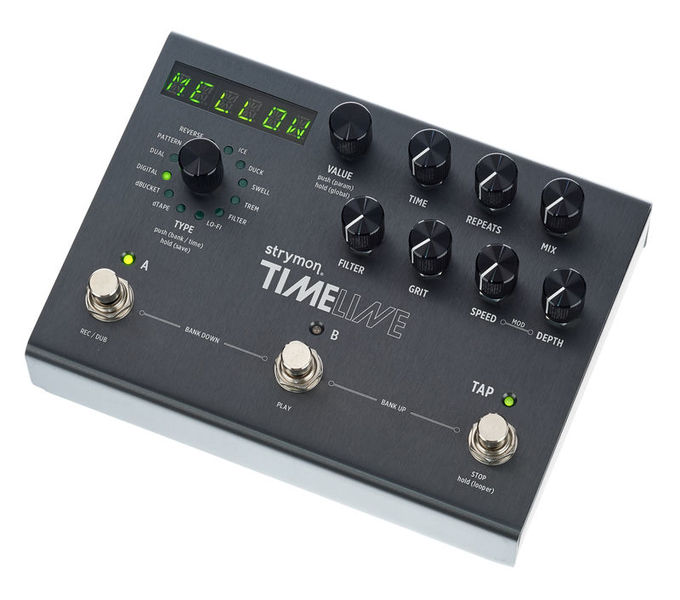 MELLOW
REVERSE
ICE
PATTERN
DUCK
DUAL
SWELL
DIGITAL
TREM
dBUCKET
FILTER
dTAPE
LO-FI
TYPE
push (bank / time)
hold (save)
VALUE
push (param)
hold (global)
TIME
REPEATS
MIX
FILTER
GRIT
SPEED
MOD
DEPTH
strymon
TIMELINE
A
REC / DUB
BANK DOWN
B
PLAY
BANK UP
TAP
STOP
hold (looper)